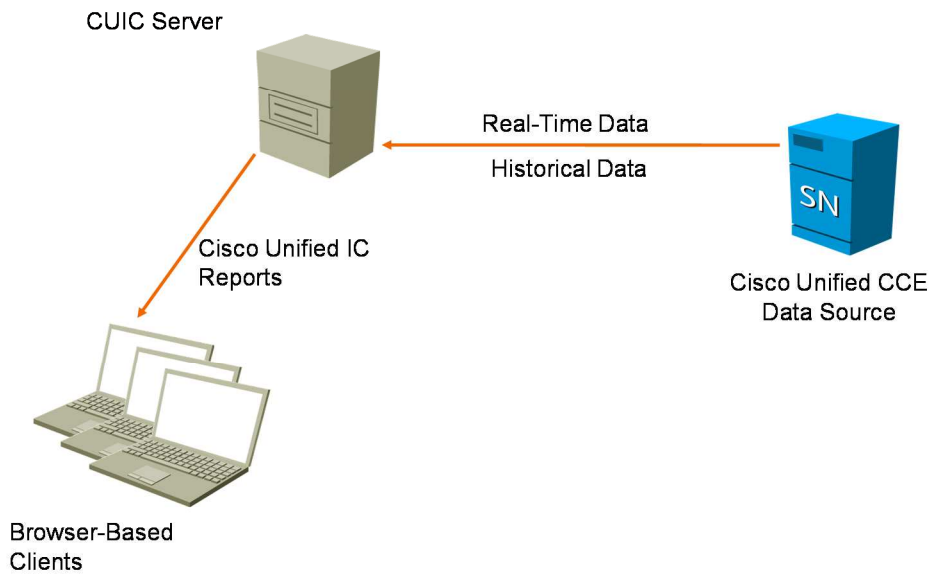 CUIC Server
Real-Time Data
Historical Data
SN
Cisco Unified IC
Reports
Cisco Unified CCE
Data Source
Browser-Based
Clients